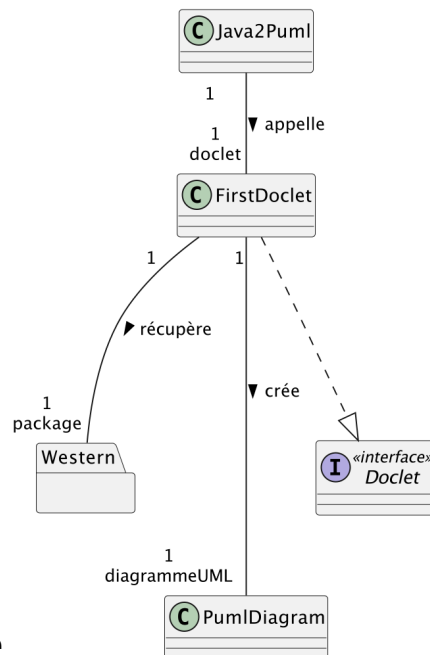 C Java2Puml
1
appelle
1
doclet
C FirstDoclet
1
1
récupère
crée
1
package
Western
I «interface»
Doclet
1
diagrammeUML
C PumlDiagram